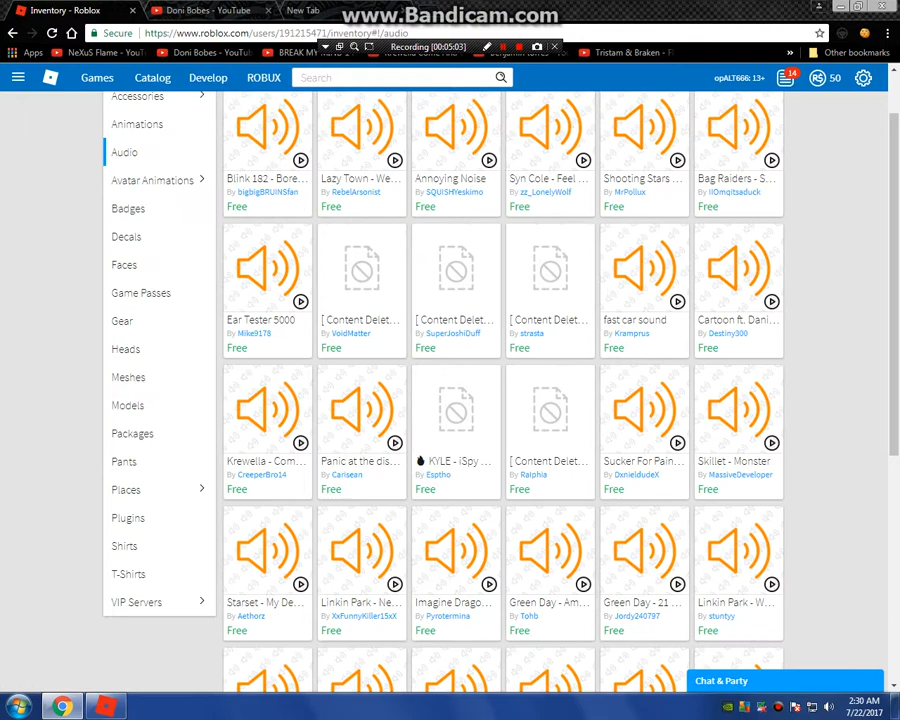 Inventory - Roblox
Doni Bobes - YouTube
New Tab
www.Bandicam.com
Secure https://www.roblox.com/users/191215471/inventory#!/audio
Recording [00:05:03]
Apps
NeXuS Flame - YouT
Doni Bobes - YouTub
BREAK MY
Tristam & Braken - Fl
Other bookmarks
Games
Catalog
Develop
ROBUX
Search
opALT666: 13+
14
R$ 50
Accessories
Animations
Audio
Avatar Animations
Badges
Decals
Faces
Game Passes
Gear
Heads
Meshes
Models
Packages
Pants
Places
Plugins
Shirts
T-Shirts
VIP Servers
Blink 182 - Bore...
Lazy Town - We...
Annoying Noise
Syn Cole - Feel ...
Shooting Stars ...
Bag Raiders - S...
By bigbigBRUINSfan
By RebelArsonist
By SQUISHYeskimo
By zz_LonelyWolf
By MrPollux
By IIOmqitsaduck
Free
Free
Free
Free
Free
Free
Ear Tester 5000
[ Content Delet...
[ Content Delet...
[ Content Delet...
fast car sound
Cartoon ft. Dani...
By Mike9178
By VoidMatter
By SuperJoshiDuff
By strasta
By Kramprus
By Destiny300
Free
Free
Free
Free
Free
Free
Krewella - Com...
Panic at the dis...
KYLE - iSpy ...
[ Content Delet...
Sucker For Pain...
Skillet - Monster
By CreeperBro14
By Carisean
By Esptho
By Ralphia
By DxnieldudeX
By MassiveDeveloper
Free
Free
Free
Free
Free
Free
Starset - My De...
Linkin Park - Ne...
Imagine Drago...
Green Day - Am...
Green Day - 21 ...
Linkin Park - W...
By Aethorz
By XxFunnyKiller15xX
By Pyrotermina
By Tohb
By Jordy240797
By stuntyy
Free
Free
Free
Free
Free
Free
Chat & Party
2:30 AM
7/22/2017